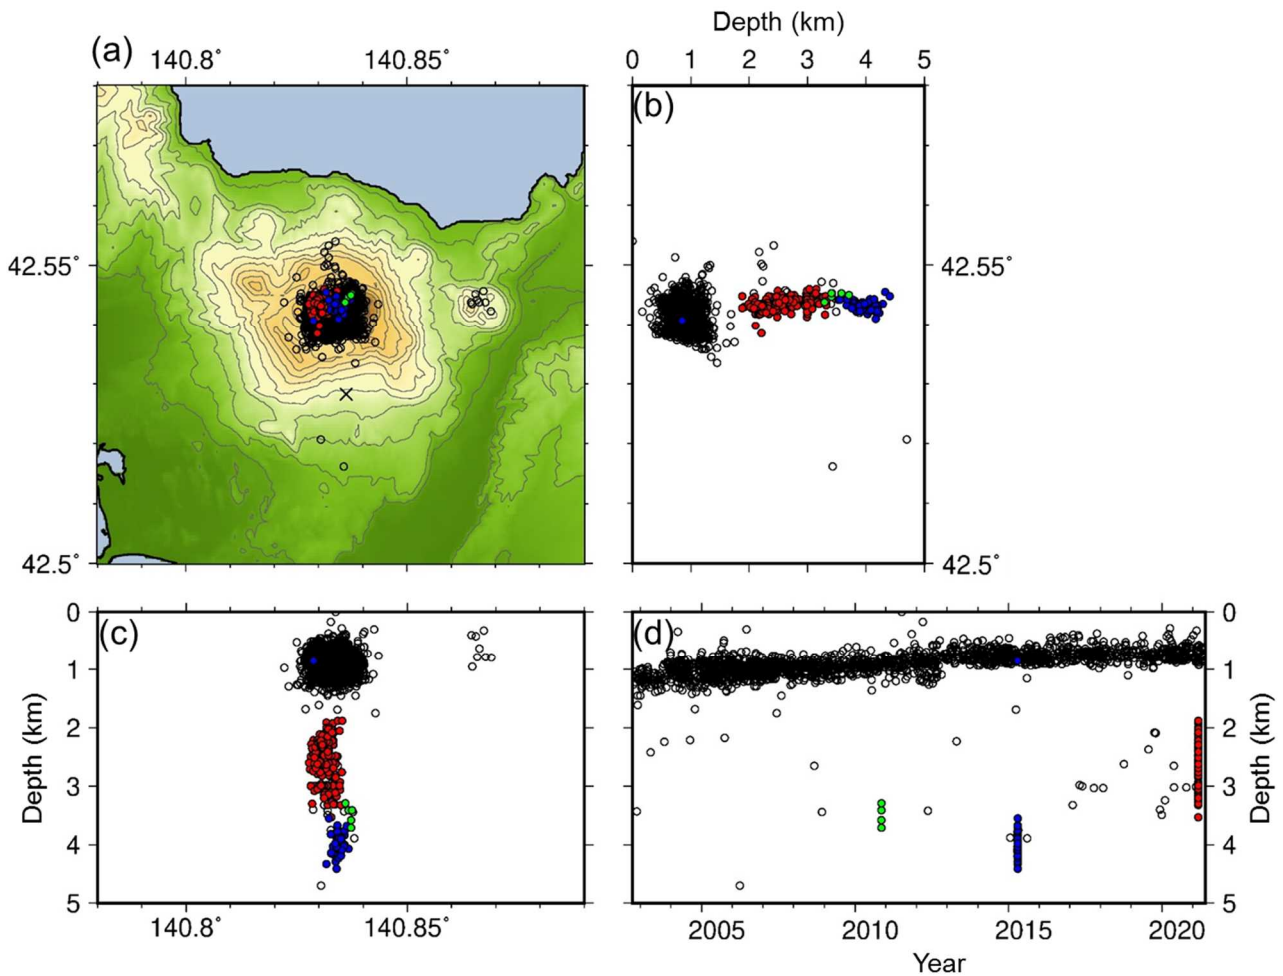 Depth (km)
(a) 140.8° 140.85° 0 1 2 3 4 5
(b)
42.55° 42.55°
42.5° 42.5°
(c) (d)
0 0
1 1
2 2
Depth (km) 3 3 Depth (km)
4 4
5 5
140.8° 140.85° 2005 2010 2015 2020
Year